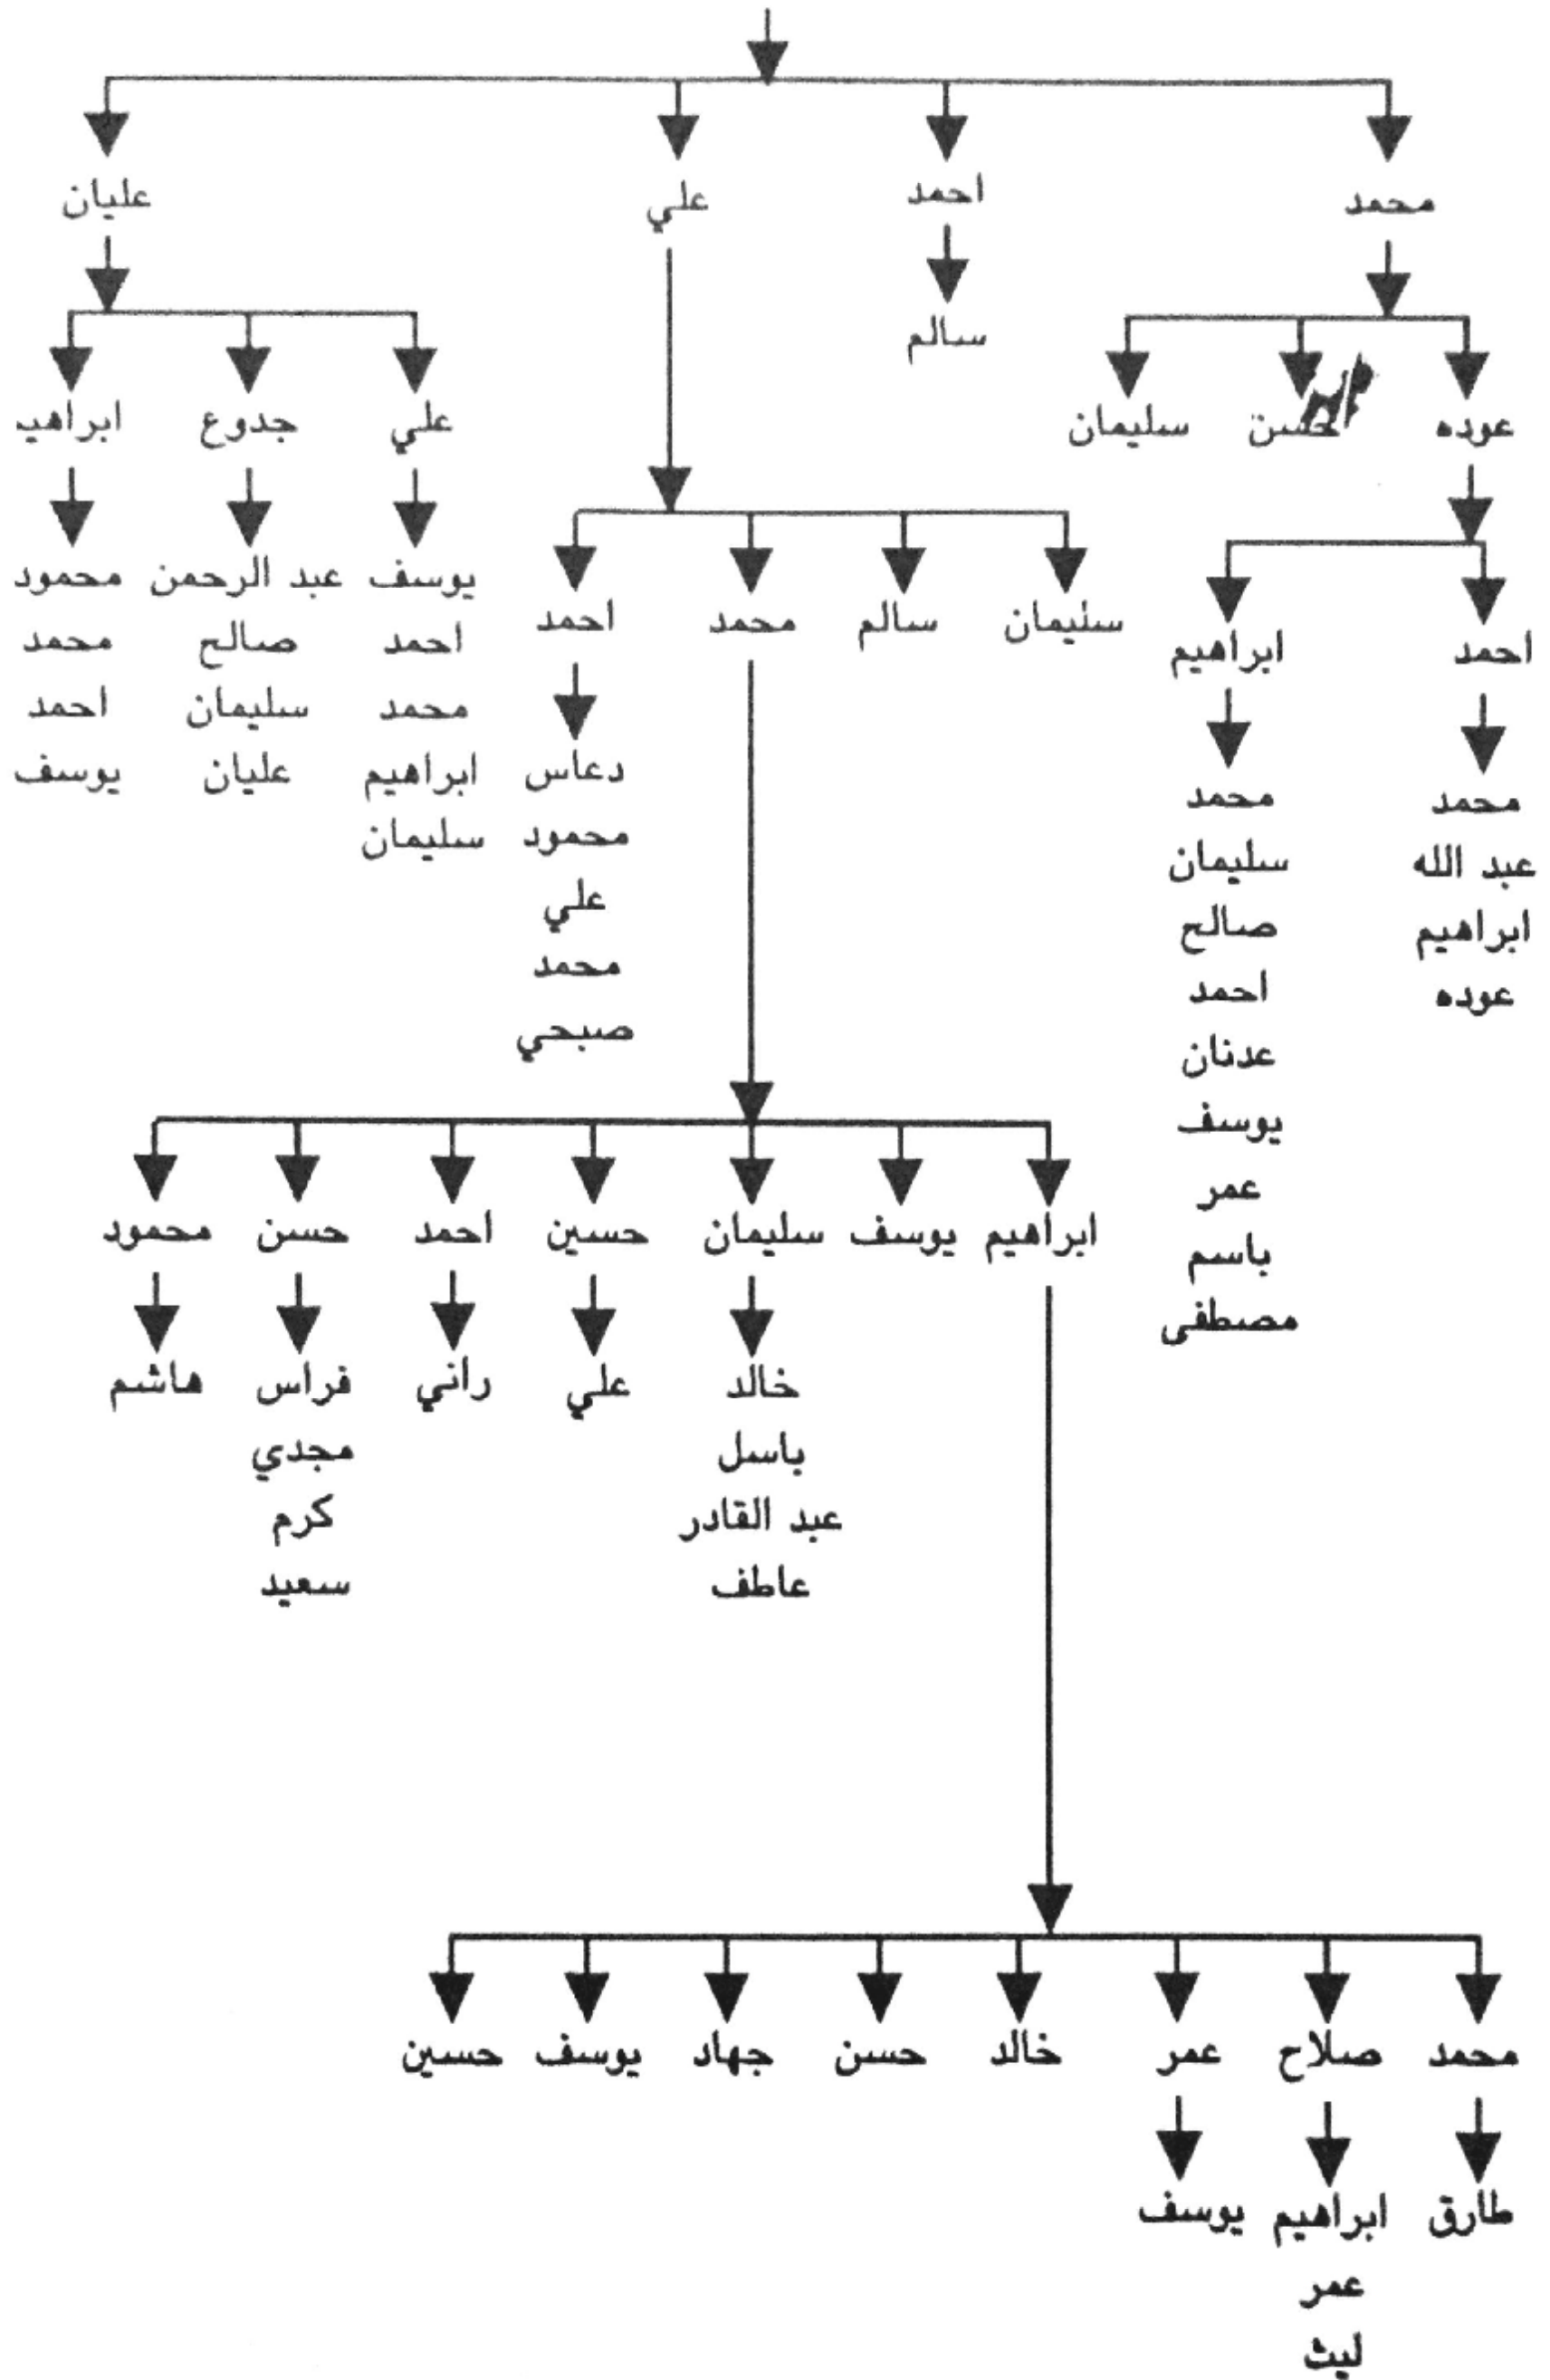 محمد احمد علي عليان
سالم
عوده حسن سليمان
علي جدوع ابراهيـ
احمد ابراهيم
سليمان سالم محمد احمد
يوسف عبد الرحمن محمود
احمد صالح محمد
محمد سليمان احمد
ابراهيم عليان يوسف
سليمان
دعاس
محمود
علي
محمد
صبحي
محمد محمد
عبد الله سليمان
ابراهيم صالح
عوده احمد
عدنان
يوسف
عمر
باسم
مصطفى
ابراهيم يوسف سليمان حسين احمد حسن محمود
خالد علي راني فراس هاشم
باسل مجدي
عبد القادر كرم
عاطف سعيد
محمد صلاح عمر خالد حسن جهاد يوسف حسين
طارق ابراهيم يوسف
عمر
ليث